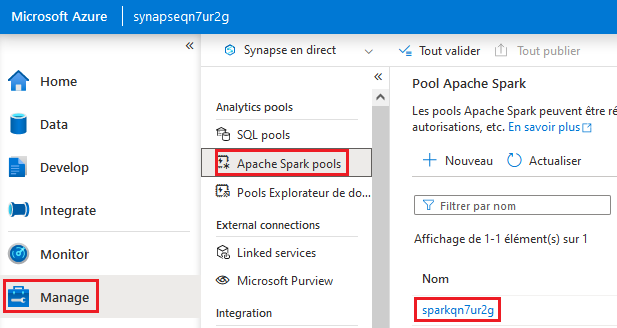 Microsoft Azure synapseqn7ur2g
Home
Data
Develop
Integrate
Monitor
Manage
Synapse en direct
Tout valider
Tout publier
Analytics pools
SQL pools
Apache Spark pools
Pools Explorateur de do...
External connections
Linked services
Microsoft Purview
Integration
Pool Apache Spark
Les pools Apache Spark peuvent être ré
autorisations, etc. En savoir plus
Nouveau
Actualiser
Filtrer par nom
Affichage de 1-1 élément(s) sur 1
Nom
sparkqn7ur2g